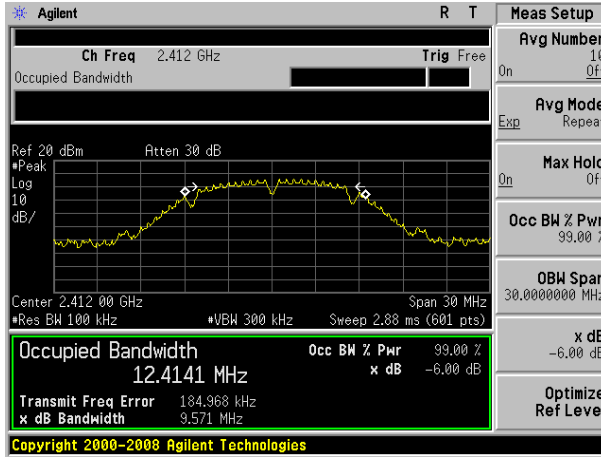 Agilent R T Meas Setup
Avg Number
10
On Off
Ch Freq 2.412 GHz Trig Free
Occupied Bandwidth
Avg Mode
Exp Repeat
Ref 20 dBm Atten 30 dB
#Peak
Log
10
dB/
Max Hold
On Off
Occ BW % Pwr
99.00 %
OBW Span
30.0000000 MHz
Center 2.412 00 GHz Span 30 MHz
#Res BW 100 kHz #VBW 300 kHz Sweep 2.88 ms (601 pts)
x dB
-6.00 dB
Occupied Bandwidth Occ BW % Pwr 99.00 %
12.4141 MHz x dB -6.00 dB
Transmit Freq Error 184.968 kHz
x dB Bandwidth 9.571 MHz
Optimize
Ref Level
Copyright 2000-2008 Agilent Technologies